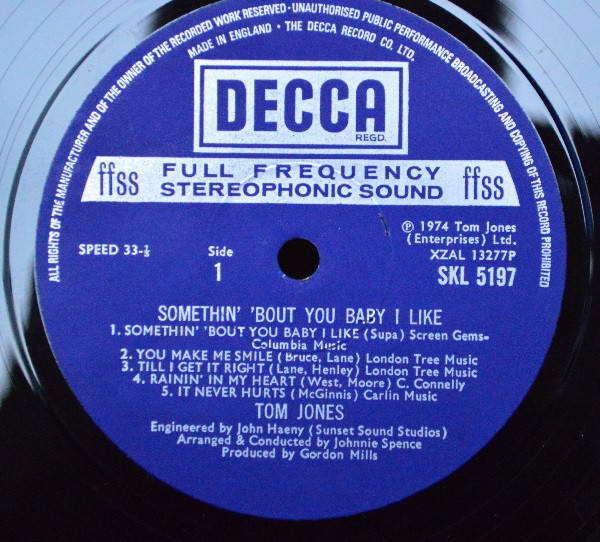 ALL RIGHTS OF THE MANUFACTURER AND OF THE OWNER OF THE RECORDED WORK RESERVED · UNAUTHORISED PUBLIC PERFORMANCE BROADCASTING AND COPYING OF THIS RECORD PROHIBITED
MADE IN ENGLAND · THE DECCA RECORD CO. LTD.
DECCA
REGD.
ffss FULL FREQUENCY STEREOPHONIC SOUND ffss
℗ 1974 Tom Jones
(Enterprises) Ltd.
SPEED 33-⅓
Side
1
XZAL 13277P
SKL 5197
SOMETHIN' 'BOUT YOU BABY I LIKE
1. SOMETHIN' 'BOUT YOU BABY I LIKE (Supa) Screen Gems-
Columbia Music
2. YOU MAKE ME SMILE (Bruce, Lane) London Tree Music
3. TILL I GET IT RIGHT (Lane, Henley) London Tree Music
4. RAININ' IN MY HEART (West, Moore) C. Connelly
5. IT NEVER HURTS (McGinnis) Carlin Music
TOM JONES
Engineered by John Haeny (Sunset Sound Studios)
Arranged & Conducted by Johnnie Spence
Produced by Gordon Mills